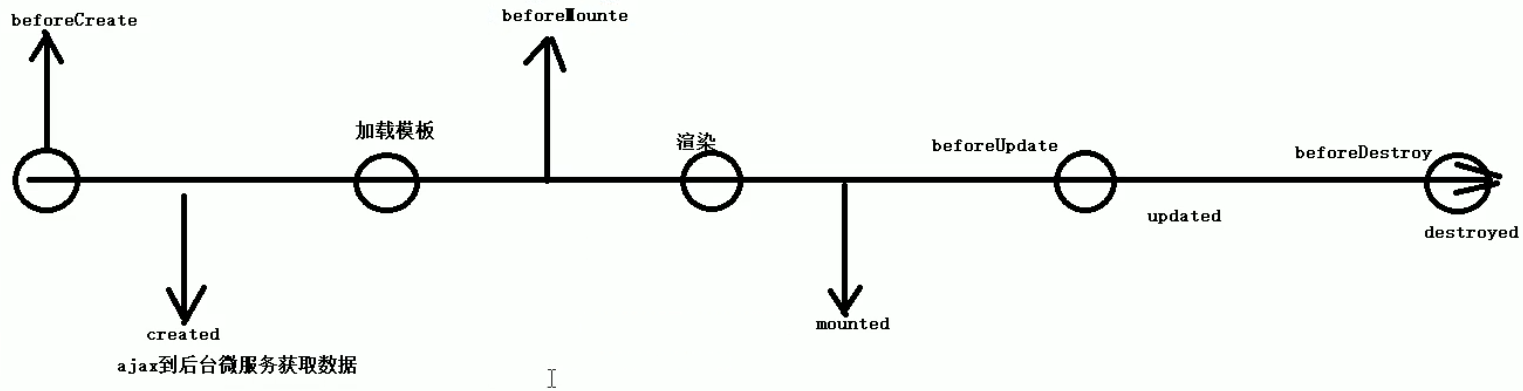 beforeCreate
beforeMounte
加载模板
渲染
beforeUpdate
beforeDestroy
updated
destroyed
created
mounted
ajax到后台微服务获取数据